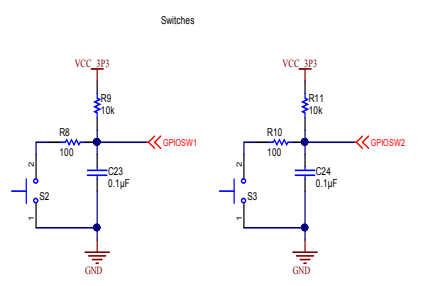 Switches
VCC_3P3
R9
10k
R8
100
GPIOSW1
2
C23
0.1µF
S2
1
GND
VCC_3P3
R11
10k
R10
100
GPIOSW2
2
C24
0.1µF
S3
1
GND